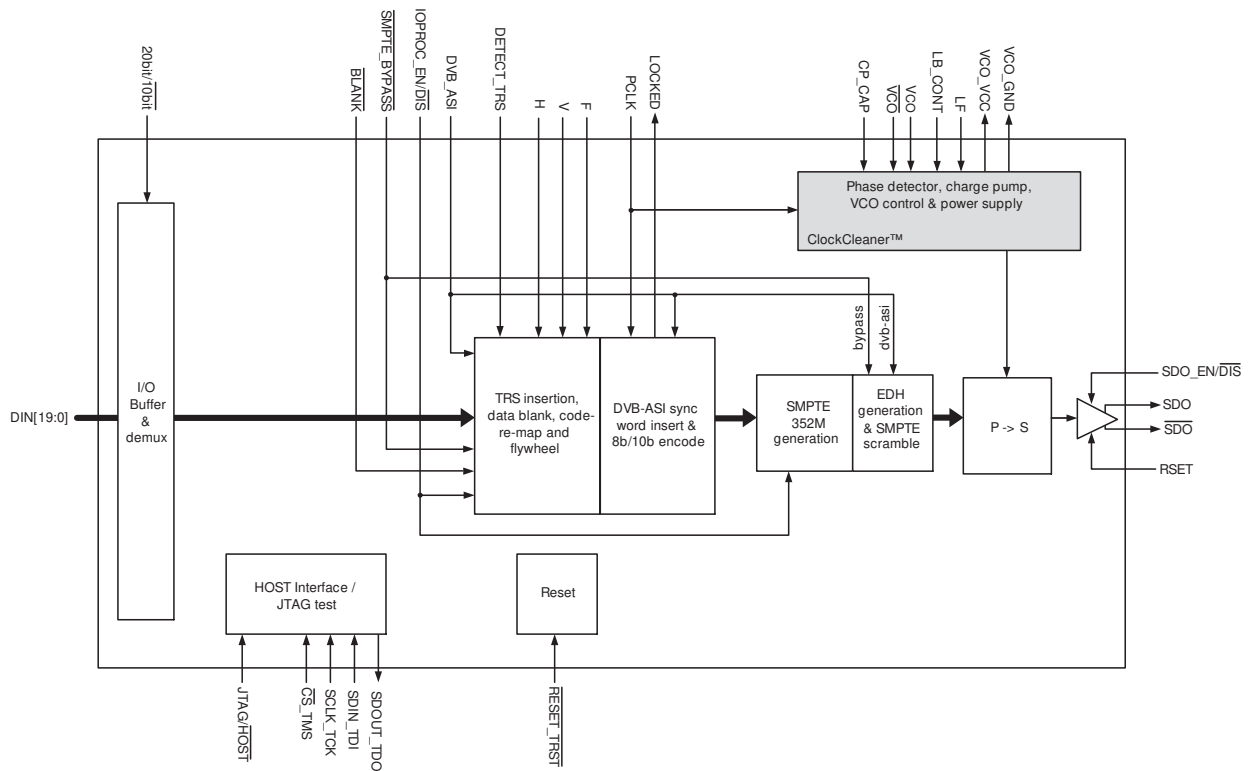 20bit/10bit
BLANK
SMPTE_BYPASS
IOPROC_EN/DIS
DVB_ASI
DETECT_TRS
H
V
F
PCLK
LOCKED
CP_CAP
VCO
VCO
LB_CONT
LF
VCO_VCC
VCO_GND
Phase detector, charge pump,
VCO control & power supply
ClockCleaner™
bypass
dvb-asi
DIN[19:0]
I/O
Buffer
&
demux
TRS insertion,
data blank, code-
re-map and
flywheel
DVB-ASI sync
word insert &
8b/10b encode
SMPTE
352M
generation
EDH
generation
& SMPTE
scramble
P -> S
SDO_EN/DIS
SDO
SDO
RSET
HOST Interface /
JTAG test
Reset
JTAG/HOST
CS_TMS
SCLK_TCK
SDIN_TDI
SDOUT_TDO
RESET_TRST